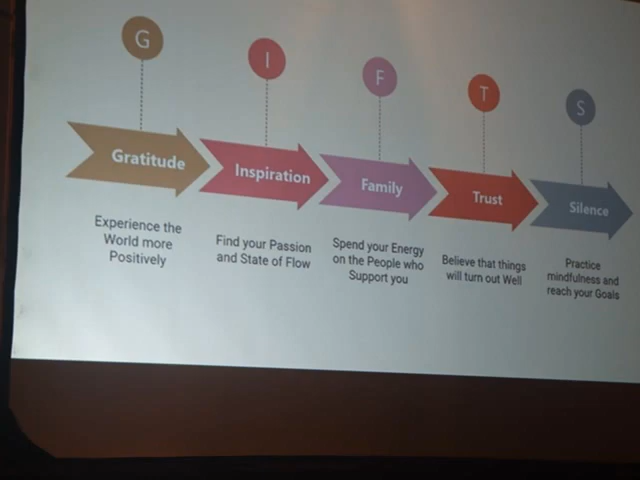 G
I
F
T
S
Gratitude
Inspiration
Family
Trust
Silence
Experience the
World more
Positively
Find your Passion
and State of Flow
Spend your Energy
on the People who
Support you
Believe that things
will turn out Well
Practice
mindfulness and
reach your Goals